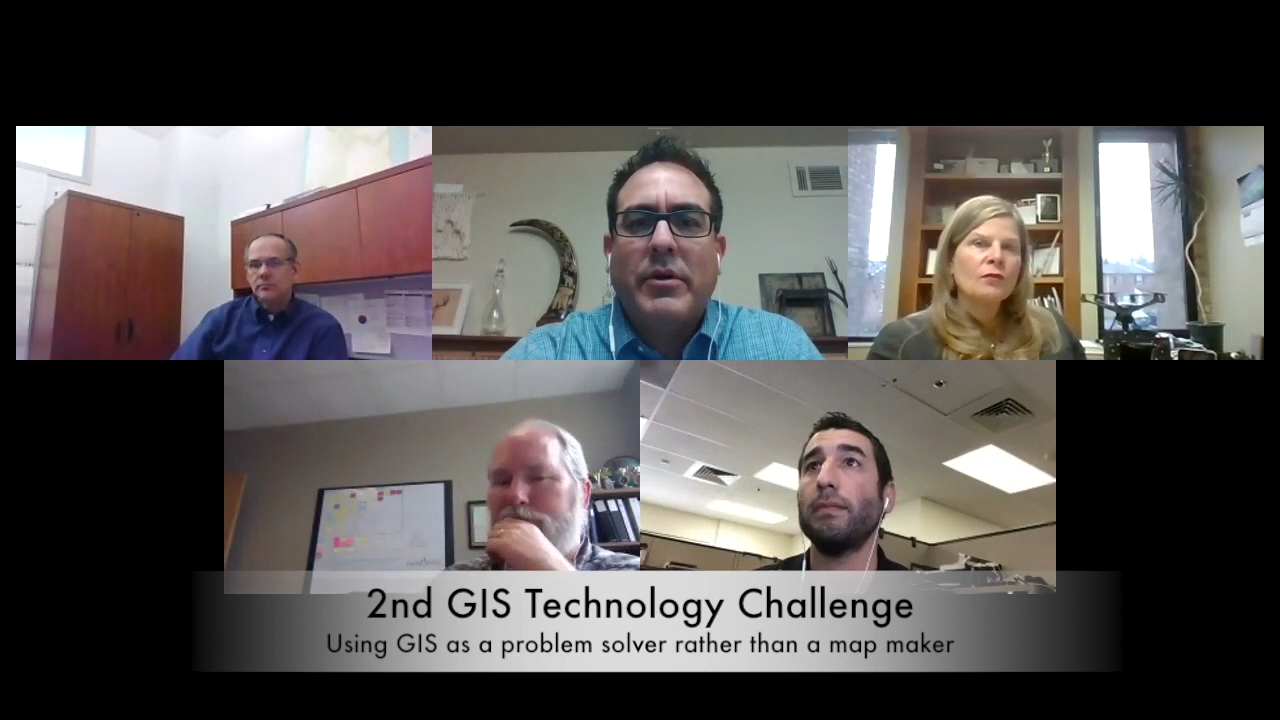 2nd GIS Technology Challenge
Using GIS as a problem solver rather than a map maker